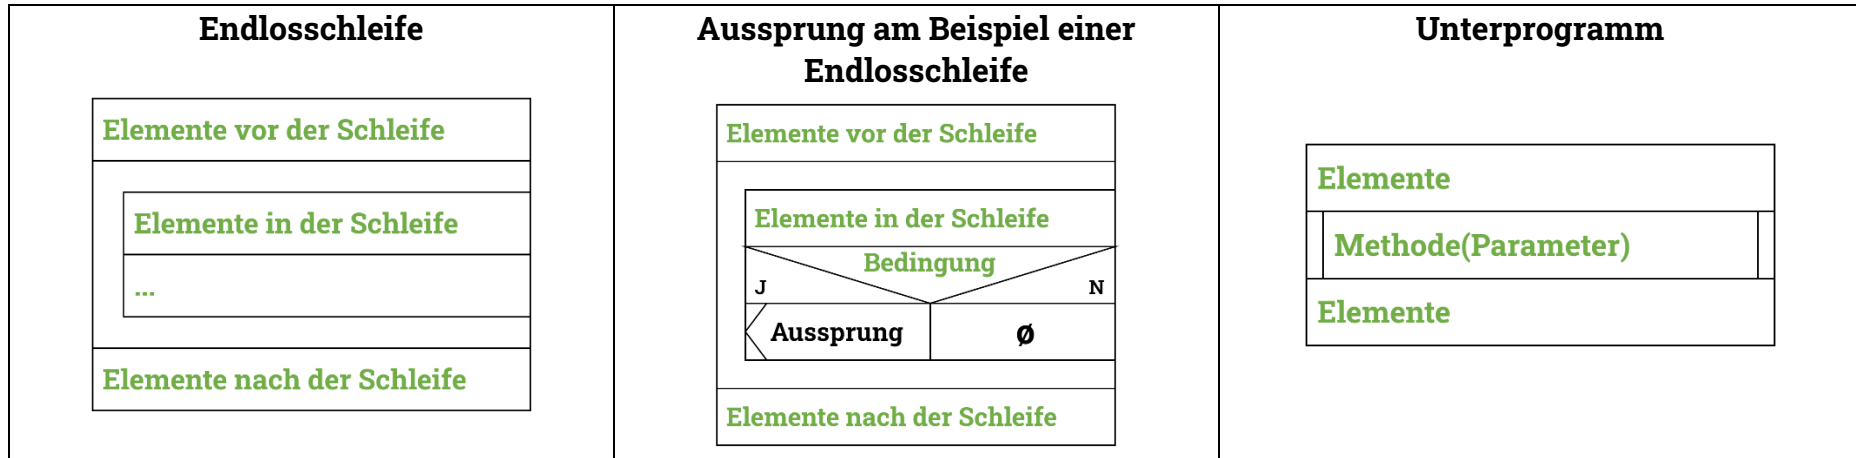 Endlosschleife
Elemente vor der Schleife
Elemente in der Schleife
...
Elemente nach der Schleife
Aussprung am Beispiel einer
Endlosschleife
Elemente vor der Schleife
Elemente in der Schleife
Bedingung
J N
Aussprung ø
Elemente nach der Schleife
Unterprogramm
Elemente
Methode(Parameter)
Elemente